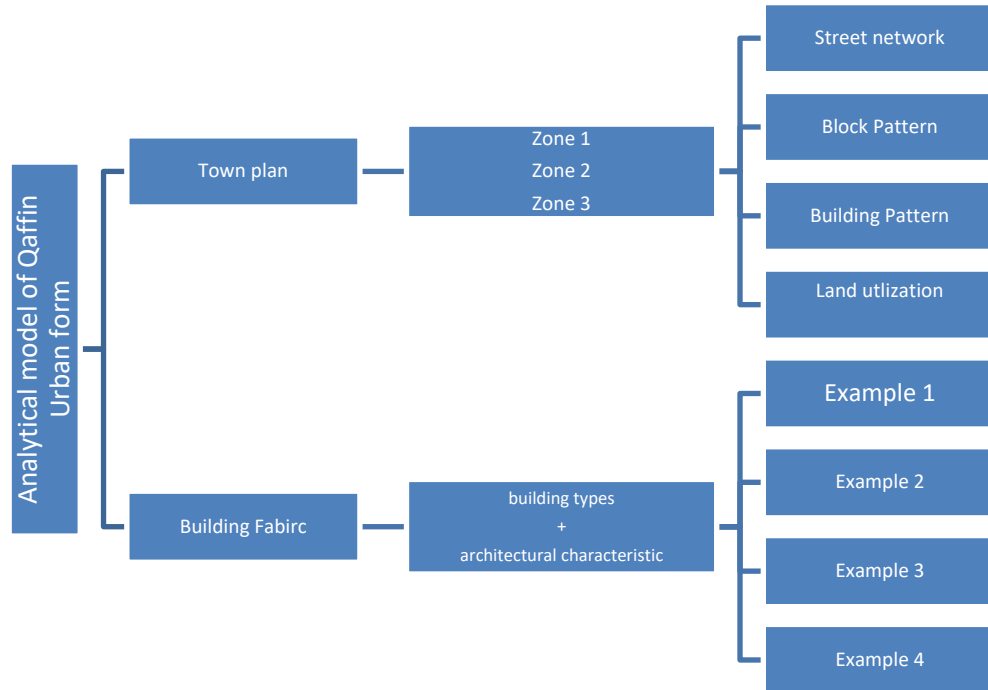 Analytical model of Qaffin
Urban form
Town plan
Zone 1
Zone 2
Zone 3
Street network
Block Pattern
Building Pattern
Land utlization
Building Fabirc
building types
+
architectural characteristic
Example 1
Example 2
Example 3
Example 4